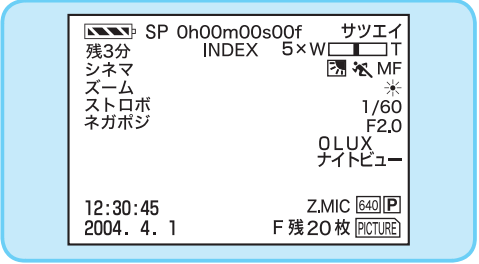 SP 0h00m00s00f サツエイ
残3分 INDEX 5×W T
シネマ MF
ズーム
ストロボ 1/60
ネガポジ F2.0
0LUX
ナイトビュー
12:30:45 Z.MIC 640 P
2004. 4. 1 F 残20枚 PICTURE